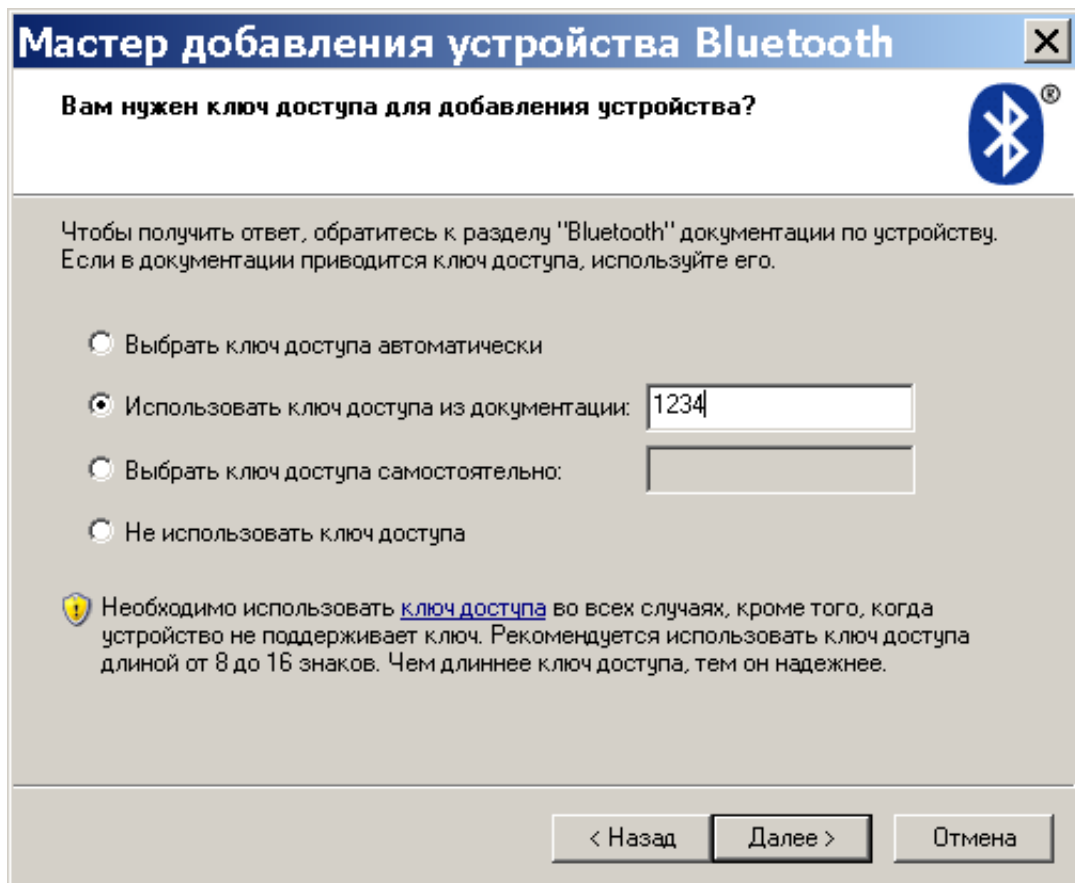 Мастер добавления устройства Bluetooth
Вам нужен ключ доступа для добавления устройства?
®
Чтобы получить ответ, обратитесь к разделу "Bluetooth" документации по устройству.
Если в документации приводится ключ доступа, используйте его.
Выбрать ключ доступа автоматически
Использовать ключ доступа из документации: 1234
Выбрать ключ доступа самостоятельно:
Не использовать ключ доступа
Необходимо использовать ключ доступа во всех случаях, кроме того, когда
устройство не поддерживает ключ. Рекомендуется использовать ключ доступа
длиной от 8 до 16 знаков. Чем длиннее ключ доступа, тем он надежнее.
< Назад Далее > Отмена